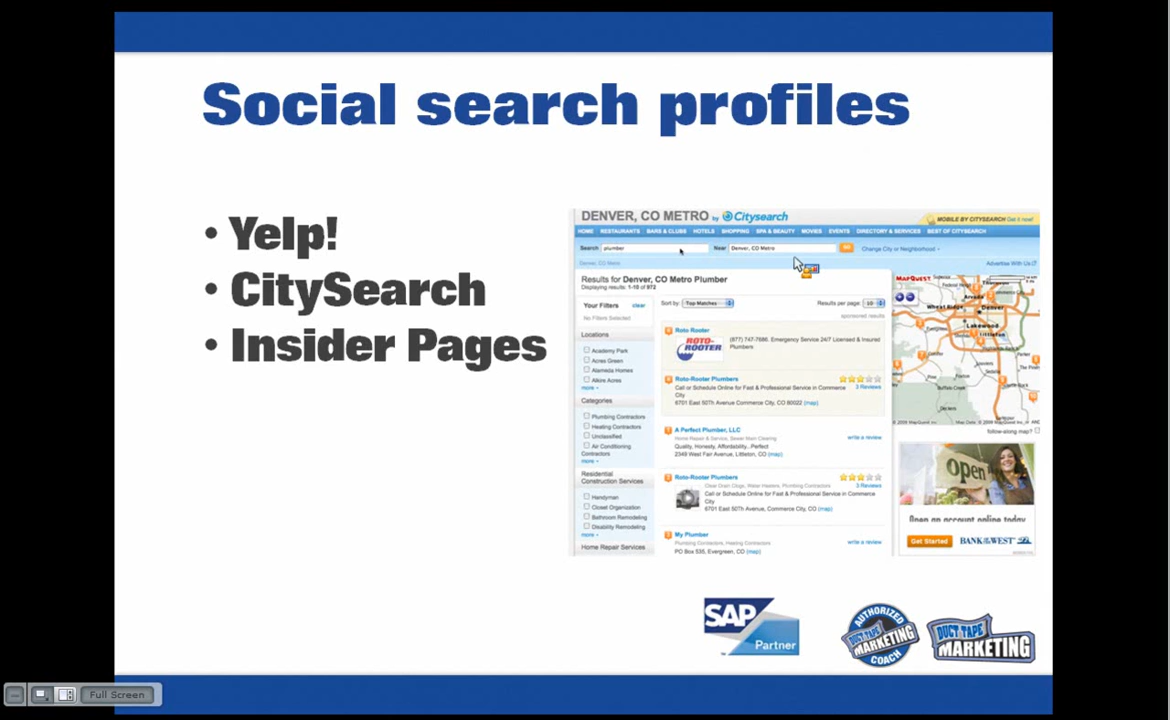 Social search profiles
• Yelp!
• CitySearch
• Insider Pages
DENVER, CO METRO by Citysearch
MOBILE BY CITYSEARCH Get it now!
HOME RESTAURANTS BARS & CLUBS HOTELS SHOPPING SPA & BEAUTY MOVIES EVENTS DIRECTORY & SERVICES BEST OF CITYSEARCH
Search plumber Near Denver, CO Metro Change City or Neighborhood
Denver, CO Metro
Advertise With Us
Results for Denver, CO Metro Plumber
Displaying results: 1-10 of 972
Your Filters clear
No Filters Selected.
Locations
Academy Park
Acres Green
Alameda Homes
Alkire Acres
more
Categories
Plumbing Contractors
Heating Contractors
Unclassified
Air Conditioning
Contractors
more
Residential
Construction Services
Handyman
Closet Organization
Bathroom Remodeling
Disability Remodeling
more
Home Repair Services
Sort by: Top Matches Results per page: 10
sponsored results
Roto Rooter
ROTO-ROOTER
(877) 747-7686. Emergency Service 24/7 Licensed & Insured
Plumbers
Roto-Rooter Plumbers
3 Reviews
Call or Schedule Online for Fast & Professional Service in Commerce
City
6701 East 50Th Avenue Commerce City, CO 80022 (map)
A Perfect Plumber, LLC
write a review
Home Repair & Service, Sewer Main Clearing
Quality, Honesty, Affordability...Perfect
2349 West Fair Avenue, Littleton, CO (map)
Roto-Rooter Plumbers
3 Reviews
Clear Drain Clogs, Water Heaters, Plumbing Contractors
Call or Schedule Online for Fast & Professional Service in Commerce
City
6701 East 50Th Avenue, Commerce City, CO (map)
My Plumber
write a review
Plumbing Contractors, Heating Contractors
PO Box 535, Evergreen, CO (map)
MAPQUEST
Arvada
Wheat Ridge
Denver
Lakewood
Littleton
follow-along map?
Open
Open an account online today
Get Started BANK OF THE WEST
SAP
Partner
AUTHORIZED
DUCT TAPE
MARKETING
COACH
DUCT TAPE
MARKETING
Full Screen